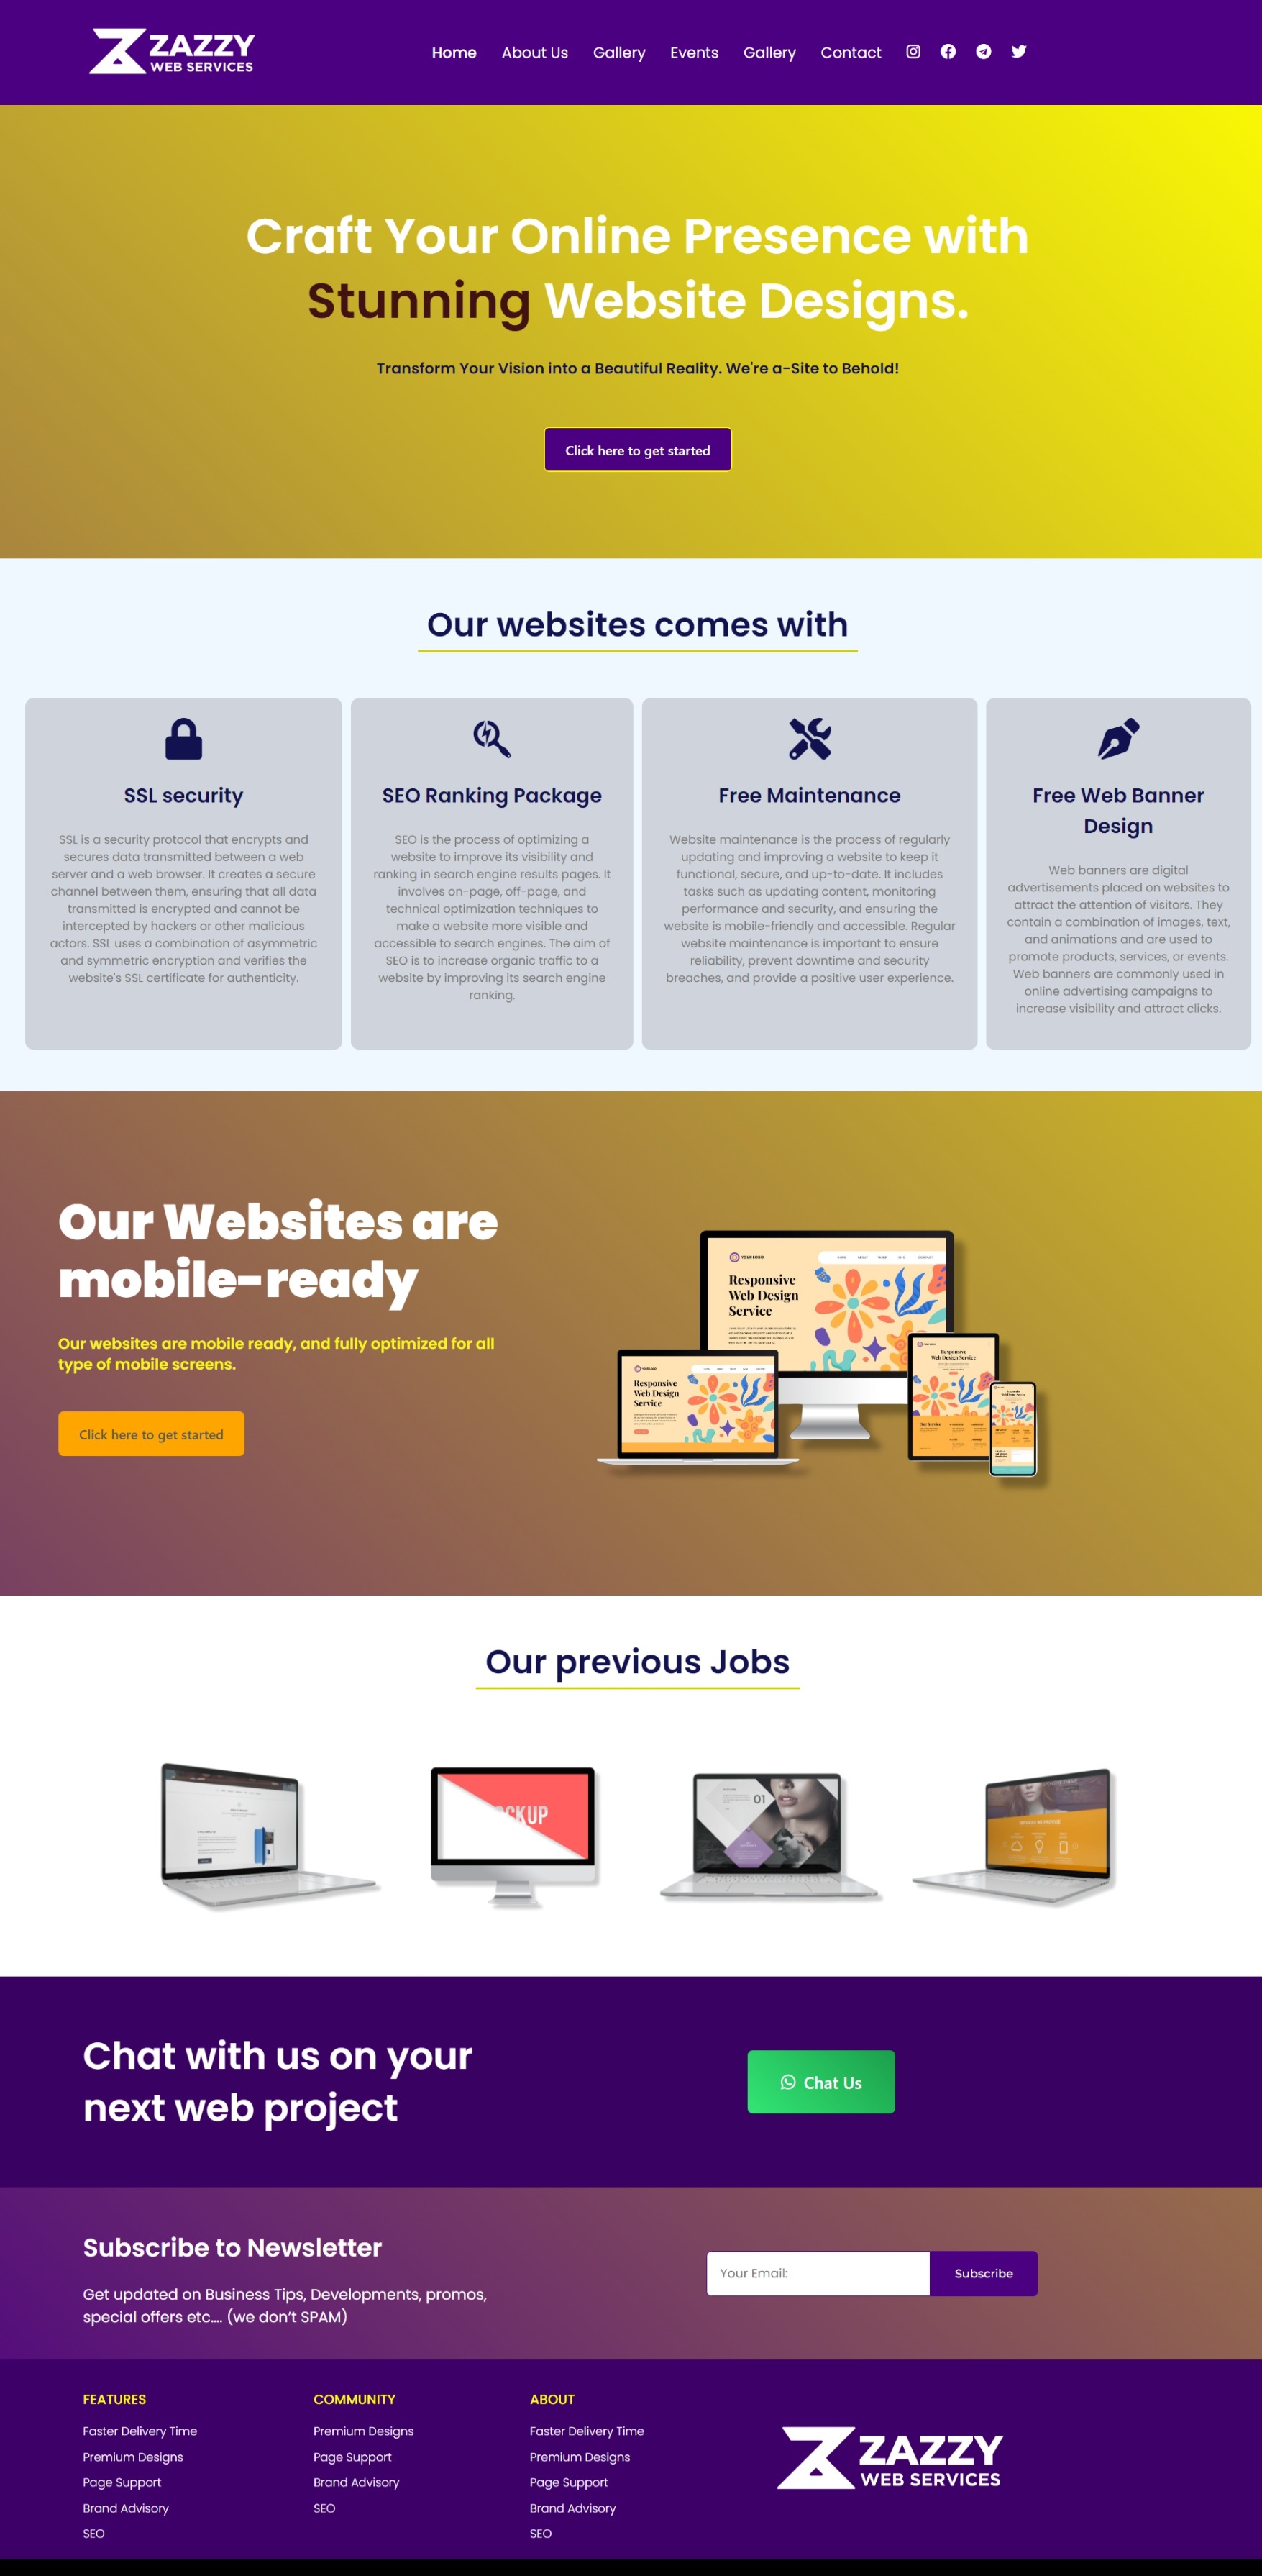 ZAZZY
WEB SERVICES
Home About Us Gallery Events Gallery Contact
Craft Your Online Presence with
Stunning Website Designs.
Transform Your Vision into a Beautiful Reality. We're a-Site to Behold!
Click here to get started
Our websites comes with
SSL security
SSL is a security protocol that encrypts and
secures data transmitted between a web
server and a web browser. It creates a secure
channel between them, ensuring that all data
transmitted is encrypted and cannot be
intercepted by hackers or other malicious
actors. SSL uses a combination of asymmetric
and symmetric encryption and verifies the
website's SSL certificate for authenticity.
SEO Ranking Package
SEO is the process of optimizing a
website to improve its visibility and
ranking in search engine results pages. It
involves on-page, off-page, and
technical optimization techniques to
make a website more visible and
accessible to search engines. The aim of
SEO is to increase organic traffic to a
website by improving its search engine
ranking.
Free Maintenance
Website maintenance is the process of regularly
updating and improving a website to keep it
functional, secure, and up-to-date. It includes
tasks such as updating content, monitoring
performance and security, and ensuring the
website is mobile-friendly and accessible. Regular
website maintenance is important to ensure
reliability, prevent downtime and security
breaches, and provide a positive user experience.
Free Web Banner
Design
Web banners are digital
advertisements placed on websites to
attract the attention of visitors. They
contain a combination of images, text,
and animations and are used to
promote products, services, or events.
Web banners are commonly used in
online advertising campaigns to
increase visibility and attract clicks.
Our Websites are
mobile-ready
Our websites are mobile ready, and fully optimized for all
type of mobile screens.
Click here to get started
YOUR LOGO
Responsive
Web Design
Service
Responsive
Web Design
Service
Responsive
Web Design Service
Our previous Jobs
01
SERVICES WE PROVIDE
Chat with us on your
next web project
Chat Us
Subscribe to Newsletter
Get updated on Business Tips, Developments, promos,
special offers etc.... (we don't SPAM)
Your Email:
Subscribe
FEATURES
Faster Delivery Time
Premium Designs
Page Support
Brand Advisory
SEO
COMMUNITY
Premium Designs
Page Support
Brand Advisory
SEO
ABOUT
Faster Delivery Time
Premium Designs
Page Support
Brand Advisory
SEO
ZAZZY
WEB SERVICES